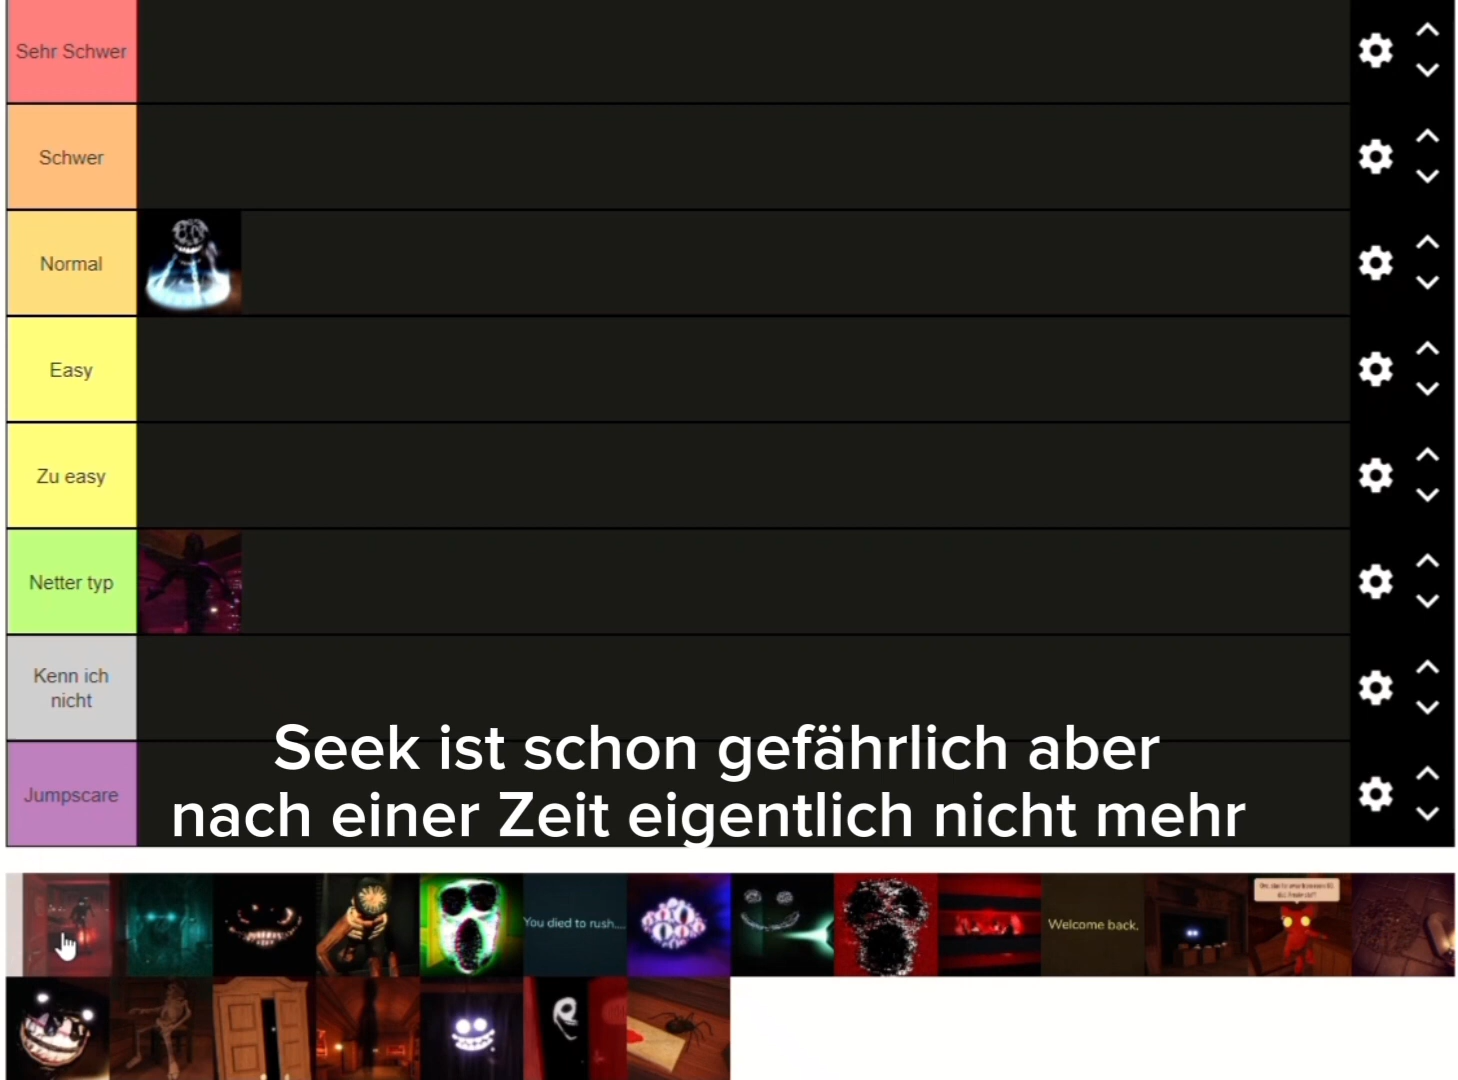 Sehr Schwer
Schwer
Normal
Easy
Zu easy
Netter typ
Kenn ich
nicht
Jumpscare
Seek ist schon gefährlich aber
nach einer Zeit eigentlich nicht mehr
You died to rush....
Welcome back.